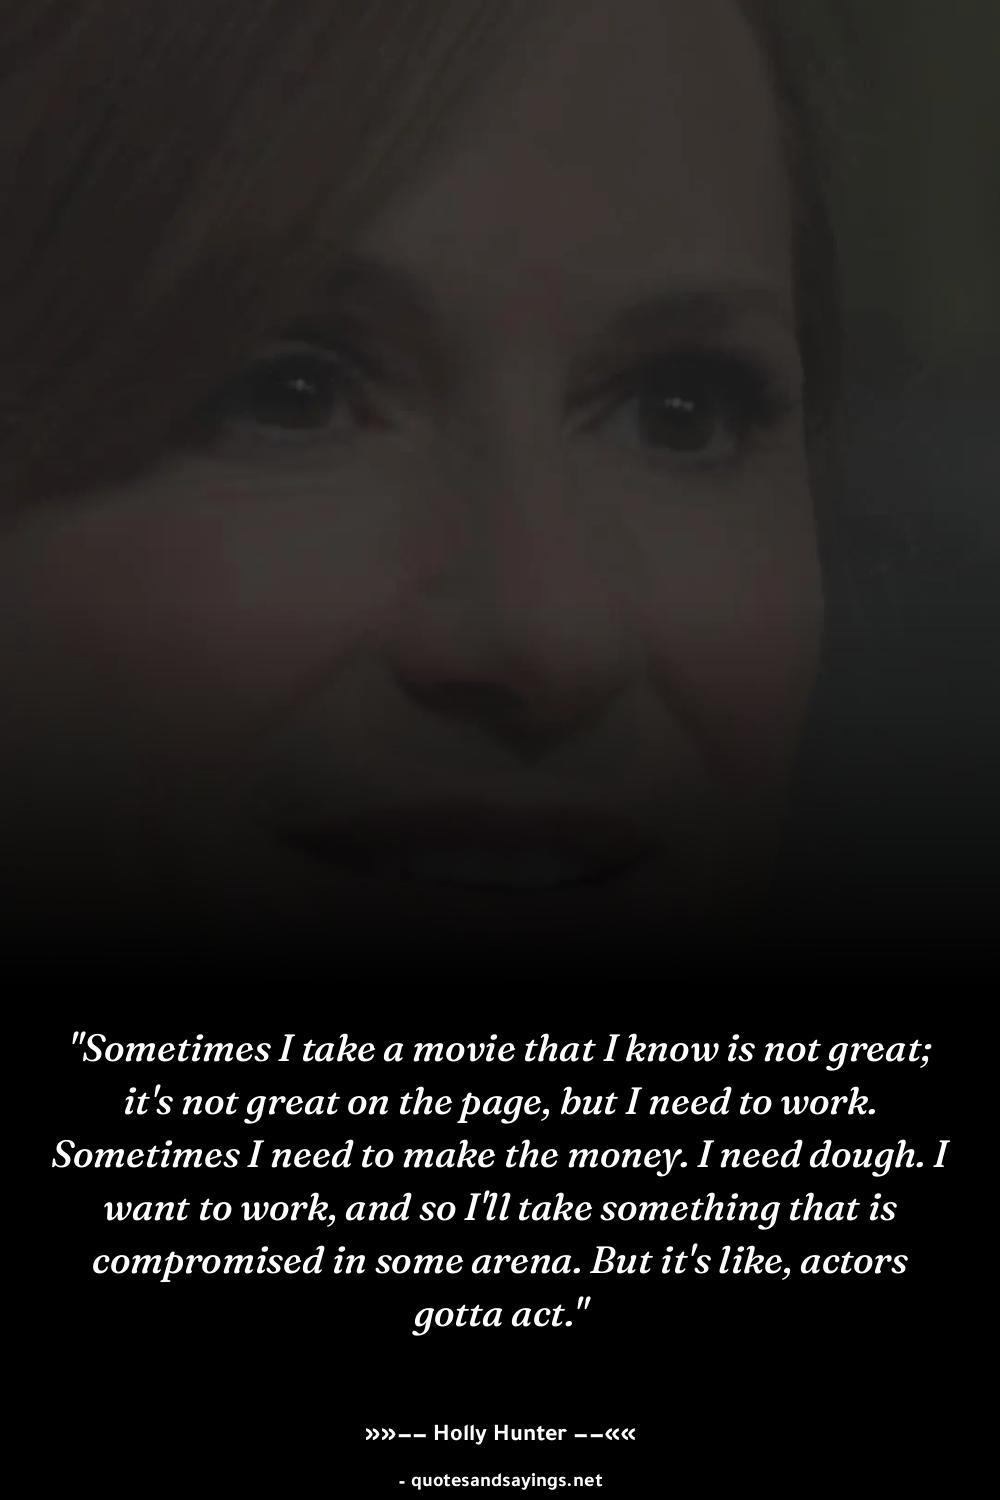 "Sometimes I take a movie that I know is not great;
it's not great on the page, but I need to work.
Sometimes I need to make the money. I need dough. I
want to work, and so I'll take something that is
compromised in some arena. But it's like, actors
gotta act."
»»–– Holly Hunter ––««
- quotesandsayings.net